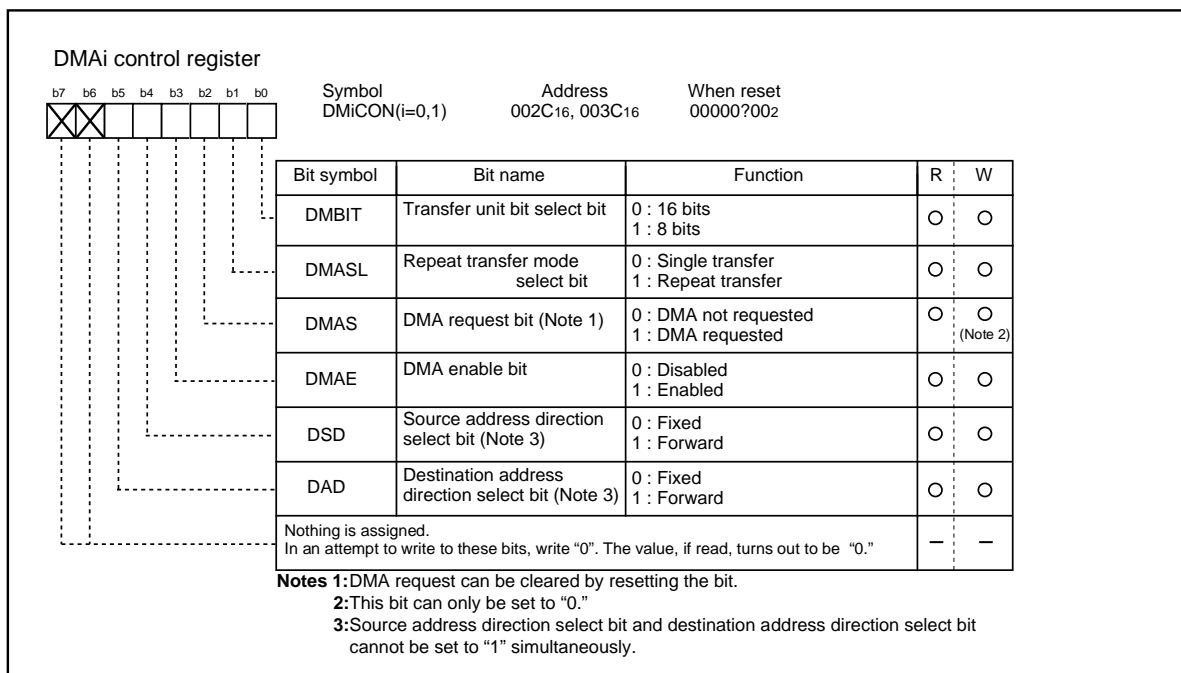 DMAi control register
b7 b6 b5 b4 b3 b2 b1 b0
Symbol Address When reset
DMiCON(i=0,1) 002C16, 003C16 00000?002
Bit symbol Bit name Function R W
DMBIT Transfer unit bit select bit 0 : 16 bits
1 : 8 bits
DMASL Repeat transfer mode
select bit
0 : Single transfer
1 : Repeat transfer
DMAS DMA request bit (Note 1) 0 : DMA not requested
1 : DMA requested
(Note 2)
DMAE DMA enable bit 0 : Disabled
1 : Enabled
DSD Source address direction
select bit (Note 3)
0 : Fixed
1 : Forward
DAD Destination address
direction select bit (Note 3)
0 : Fixed
1 : Forward
Nothing is assigned.
In an attempt to write to these bits, write “0”. The value, if read, turns out to be “0.”
Notes 1:DMA request can be cleared by resetting the bit.
2:This bit can only be set to “0.”
3:Source address direction select bit and destination address direction select bit
cannot be set to “1” simultaneously.